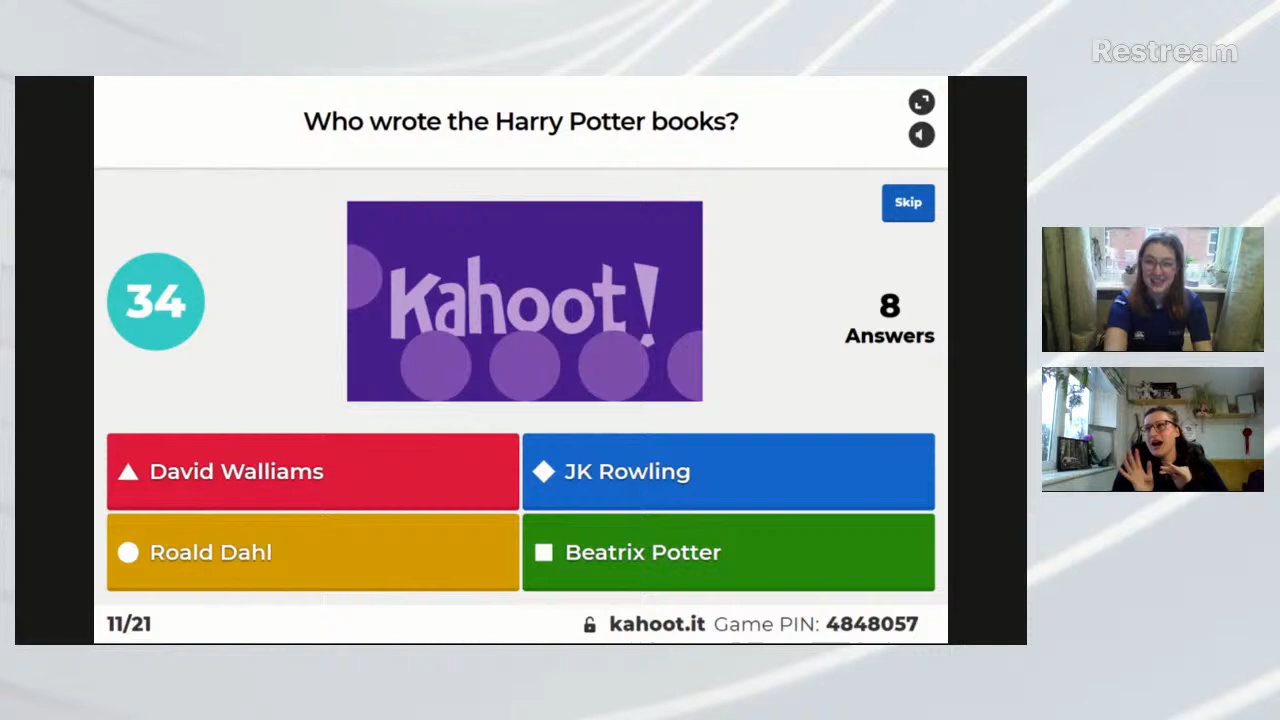 Restream
Who wrote the Harry Potter books?
Skip
34
Kahoot!
8
Answers
David Walliams
JK Rowling
Roald Dahl
Beatrix Potter
11/21
kahoot.it Game PIN: 4848057